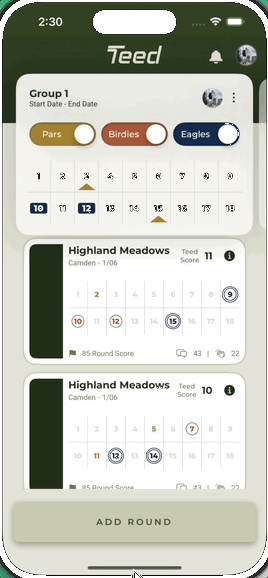 2:30
Teed
Group 1
Start Date - End Date
Pars Birdies Eagles
1 2 3 4 5 6 7 8 9
10 11 12 13 14 15 16 17 18
Highland Meadows Teed Score 11
Camden - 1/06
1 2 3 4 5 6 7 8 9
10 11 12 13 14 15 16 17 18
85 Round Score 43 | 22
Highland Meadows Teed Score 10
Camden - 1/06
1 2 3 4 5 6 7 8 9
10 11 12 13 14 15 16 17 18
85 Round Score 43 | 22
ADD ROUND